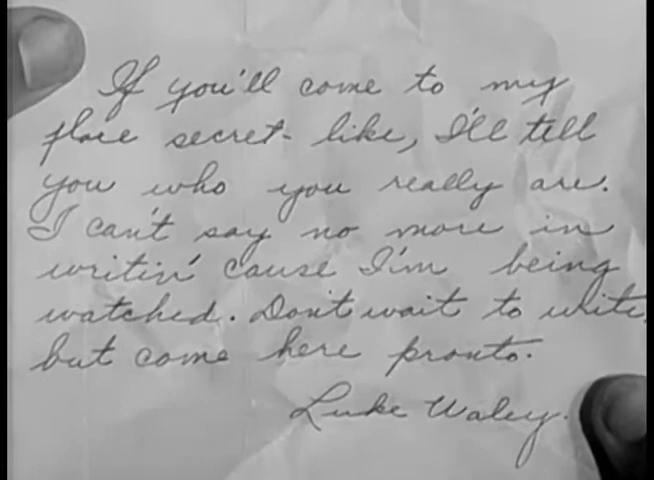 If you'll come to my
place secret-like, I'll tell
you who you really are.
I can't say no more in
writin' 'cause I'm being
watched. Don't wait to write,
but come here pronto.
Luke Waley.